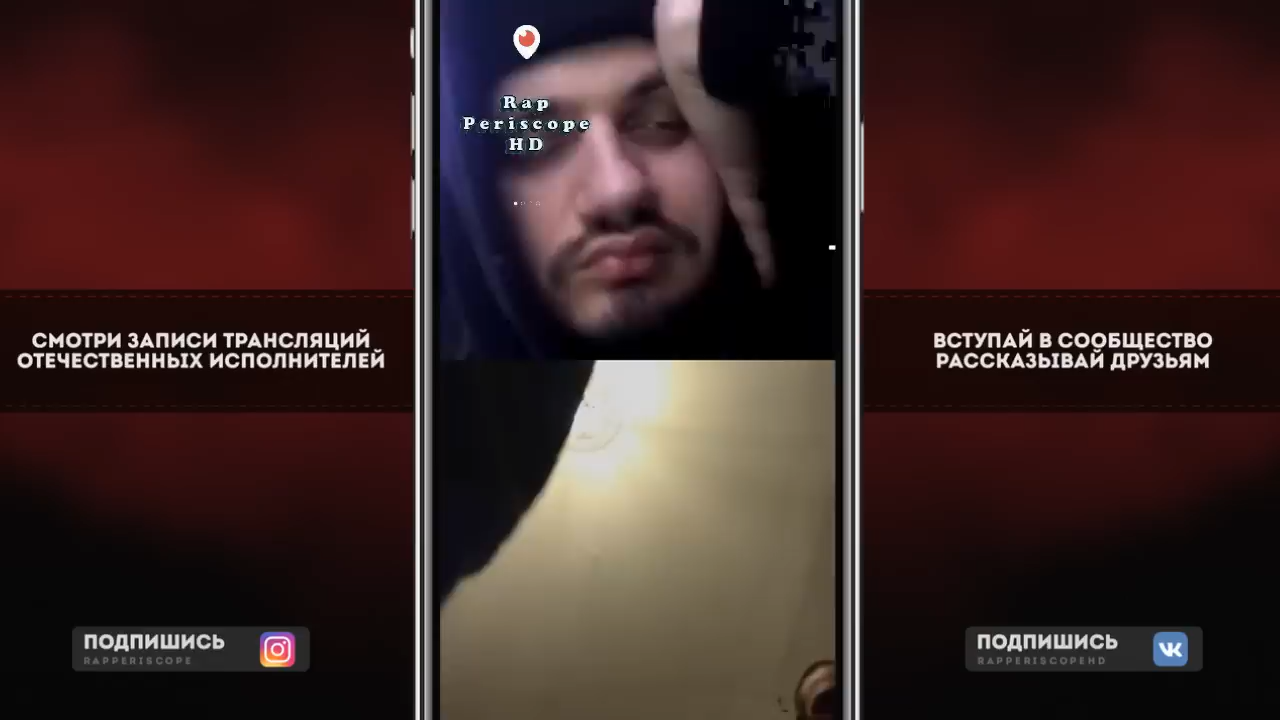 Rap
Periscope
HD
СМОТРИ ЗАПИСИ ТРАНСЛЯЦИЙ
ОТЕЧЕСТВЕННЫХ ИСПОЛНИТЕЛЕЙ
ВСТУПАЙ В СООБЩЕСТВО
РАССКАЗЫВАЙ ДРУЗЬЯМ
ПОДПИШИСЬ
RAPPERISCOPE
ПОДПИШИСЬ
RAPPERISCOPEHD